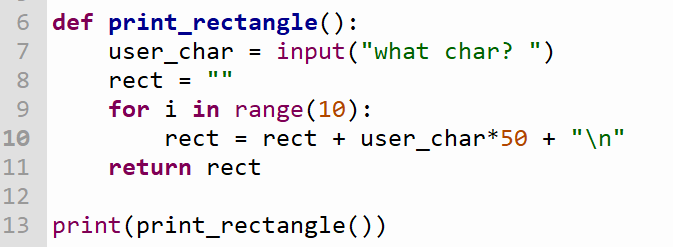 6 def print_rectangle():
7     user_char = input("what char? ")
8     rect = ""
9     for i in range(10):
10         rect = rect + user_char*50 + "\n"
11     return rect
12
13 print(print_rectangle())